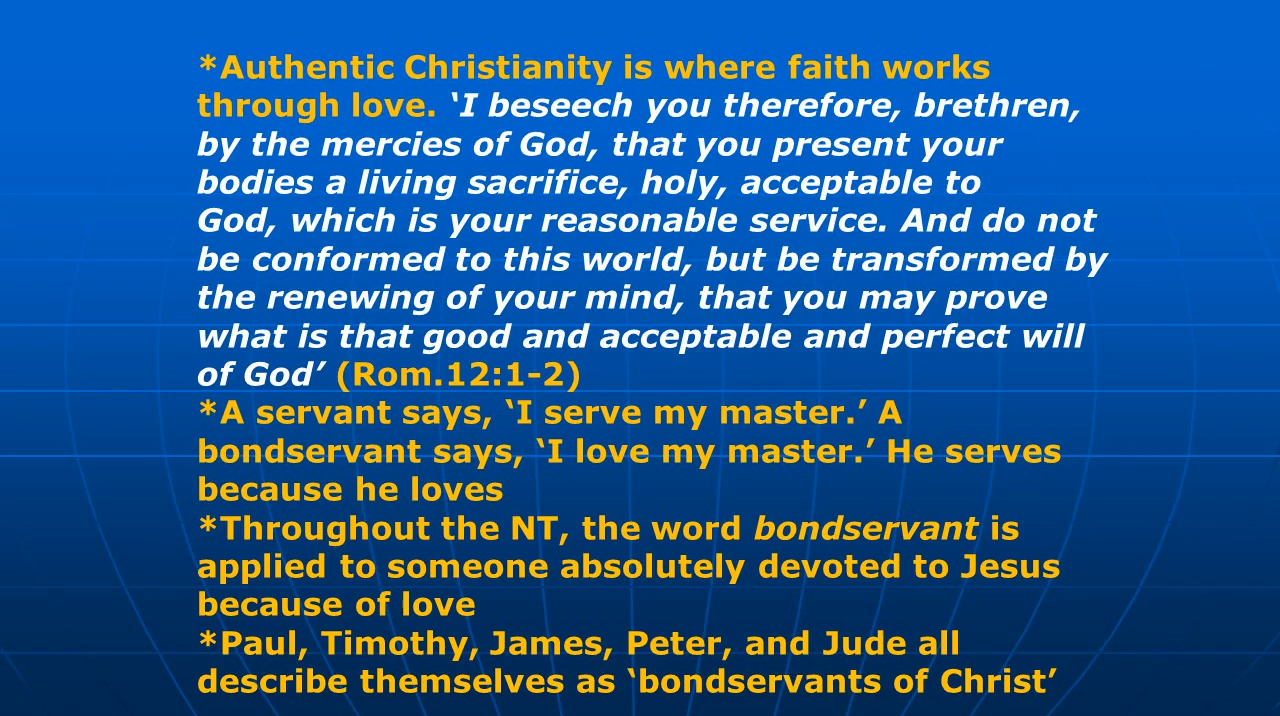 *Authentic Christianity is where faith works
through love. ‘I beseech you therefore, brethren,
by the mercies of God, that you present your
bodies a living sacrifice, holy, acceptable to
God, which is your reasonable service. And do not
be conformed to this world, but be transformed by
the renewing of your mind, that you may prove
what is that good and acceptable and perfect will
of God’ (Rom.12:1-2)
*A servant says, ‘I serve my master.’ A
bondservant says, ‘I love my master.’ He serves
because he loves
*Throughout the NT, the word bondservant is
applied to someone absolutely devoted to Jesus
because of love
*Paul, Timothy, James, Peter, and Jude all
describe themselves as ‘bondservants of Christ’